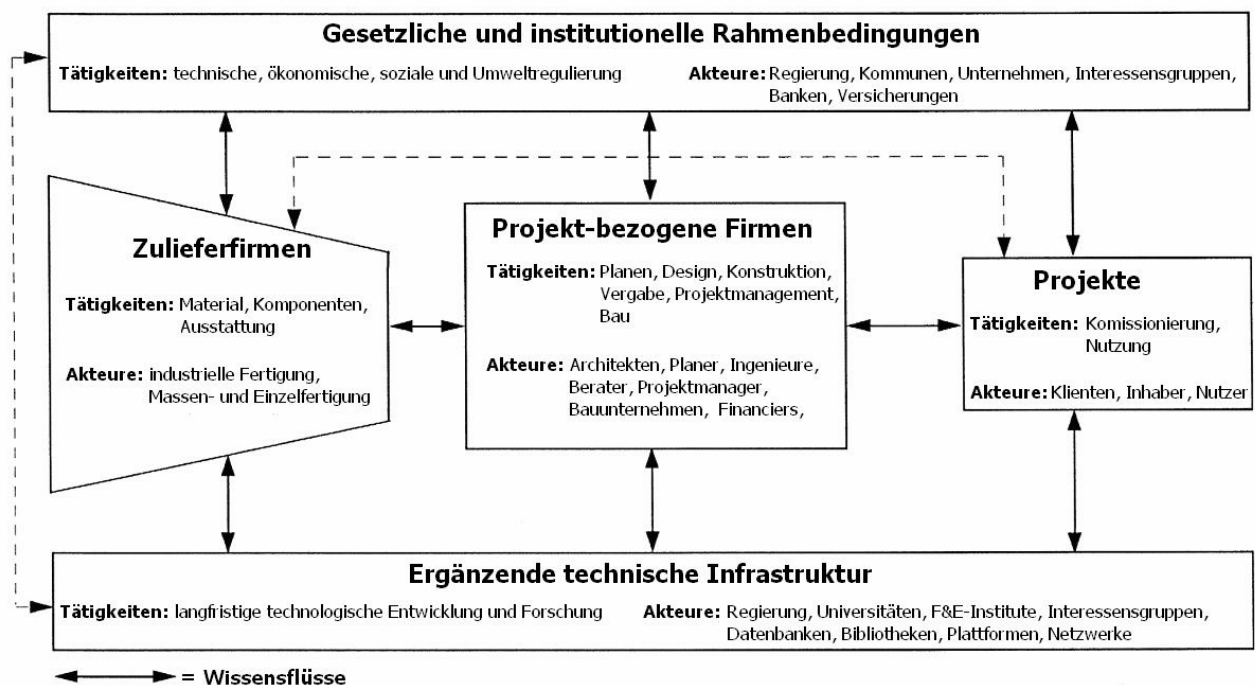 Gesetzliche und institutionelle Rahmenbedingungen
Tätigkeiten: technische, ökonomische, soziale und Umweltregulierung
Akteure: Regierung, Kommunen, Unternehmen, Interessensgruppen,
Banken, Versicherungen
Zulieferfirmen
Tätigkeiten: Material, Komponenten,
Ausstattung
Akteure: industrielle Fertigung,
Massen- und Einzelfertigung
Projekt-bezogene Firmen
Tätigkeiten: Planen, Design, Konstruktion,
Vergabe, Projektmanagement,
Bau
Akteure: Architekten, Planer, Ingenieure,
Berater, Projektmanager,
Bauunternehmen, Financiers,
Projekte
Tätigkeiten: Komissionierung,
Nutzung
Akteure: Klienten, Inhaber, Nutzer
Ergänzende technische Infrastruktur
Tätigkeiten: langfristige technologische Entwicklung und Forschung
Akteure: Regierung, Universitäten, F&E-Institute, Interessensgruppen,
Datenbanken, Bibliotheken, Plattformen, Netzwerke
= Wissensflüsse